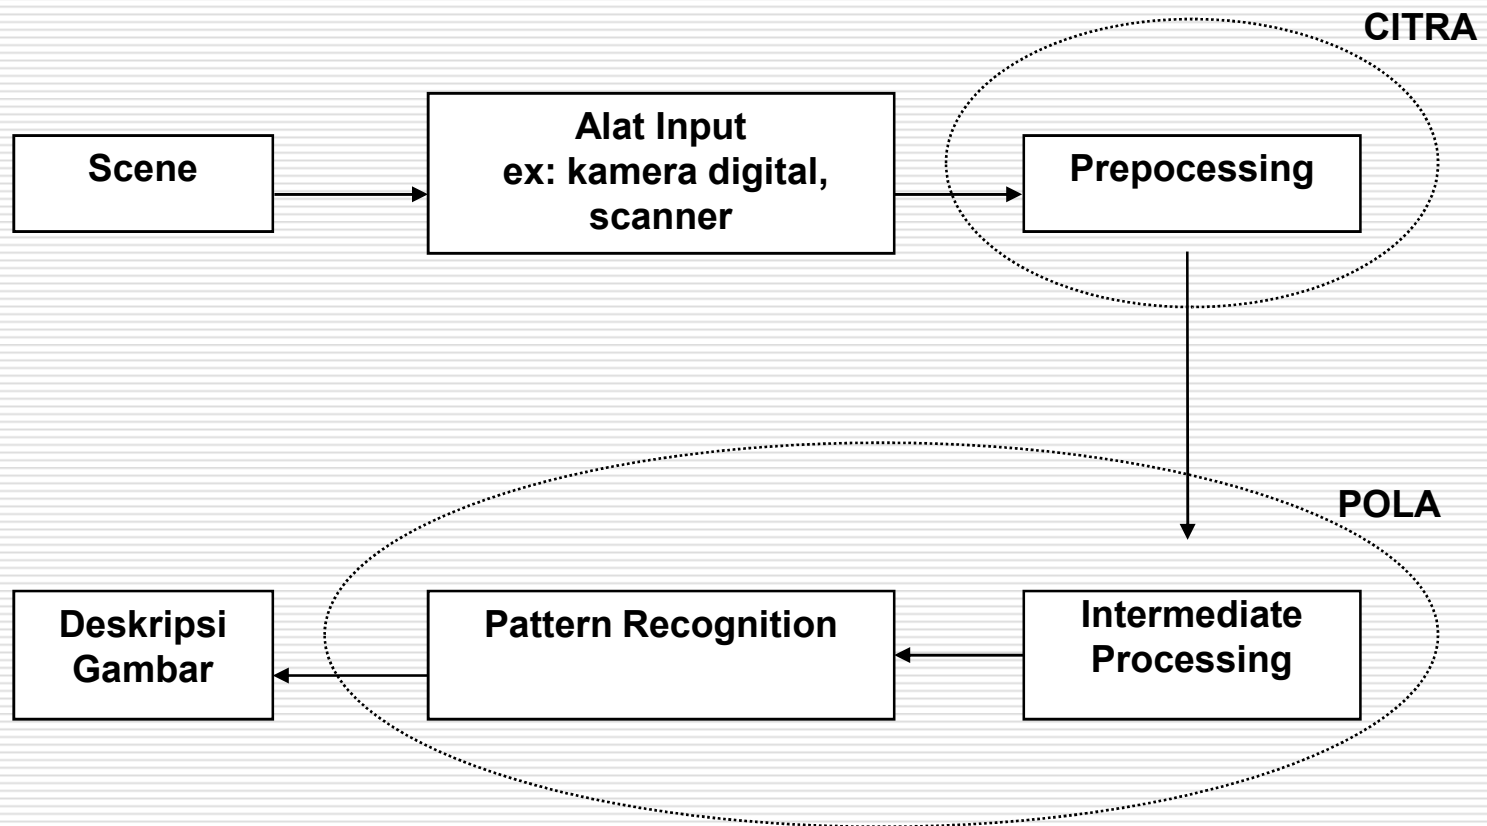 CITRA
Scene
Alat Input
ex: kamera digital,
scanner
Prepocessing
POLA
Deskripsi
Gambar
Pattern Recognition
Intermediate
Processing